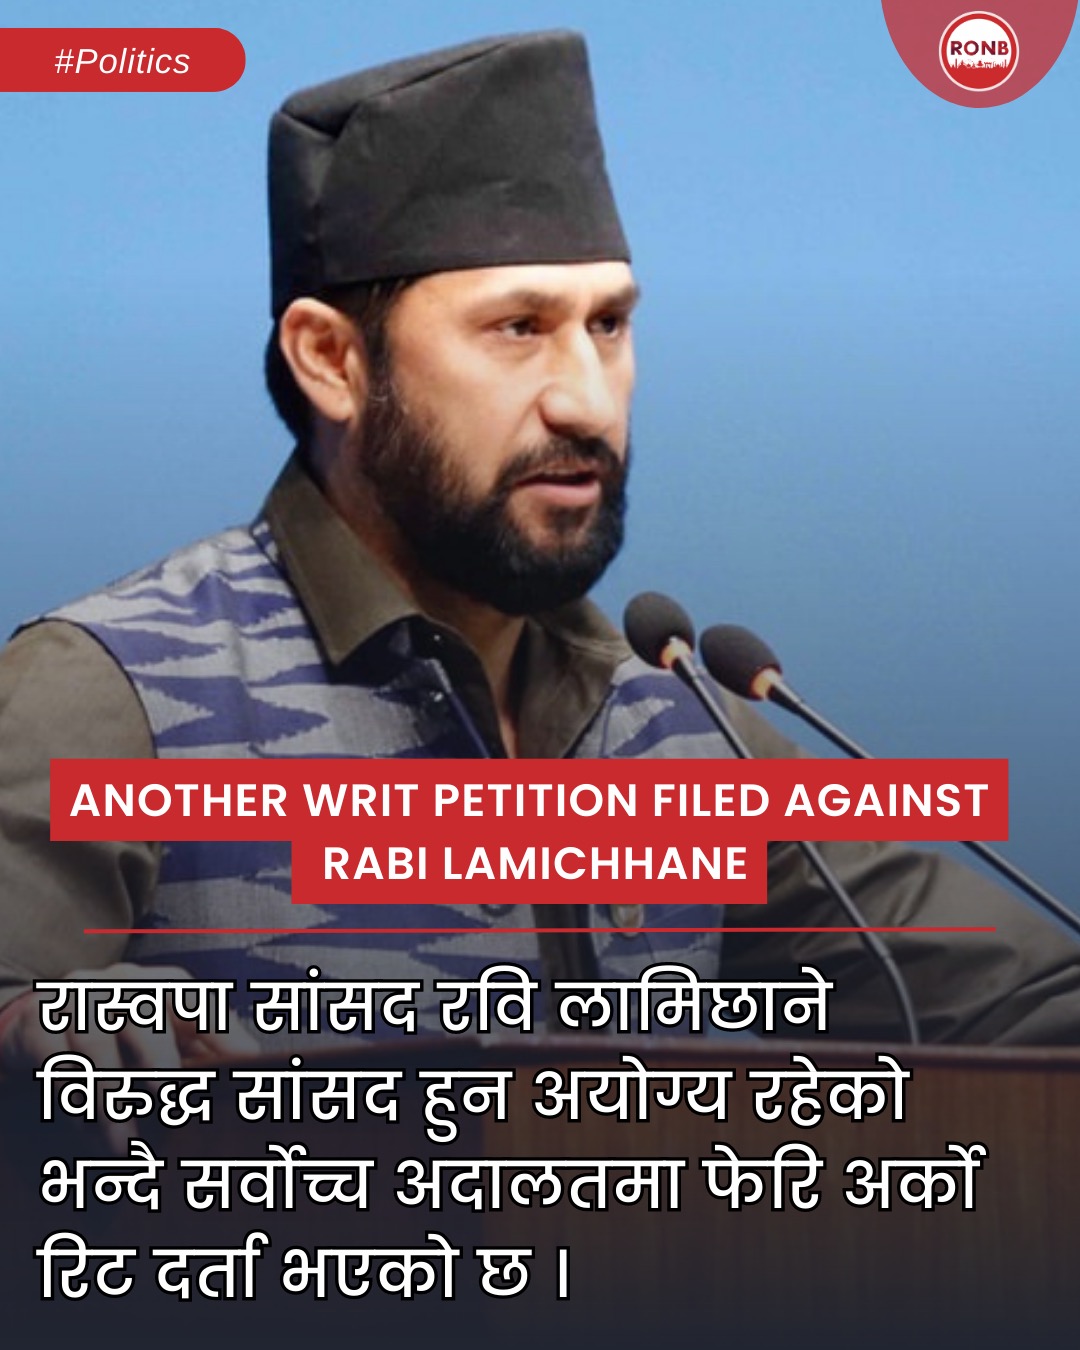 #Politics
RONB
ANOTHER WRIT PETITION FILED AGAINST
RABI LAMICHHANE
रास्वपा सांसद रवि लामिछाने
विरुद्ध सांसद हुन अयोग्य रहेको
भन्दै सर्वोच्च अदालतमा फेरि अर्को
रिट दर्ता भएको छ ।